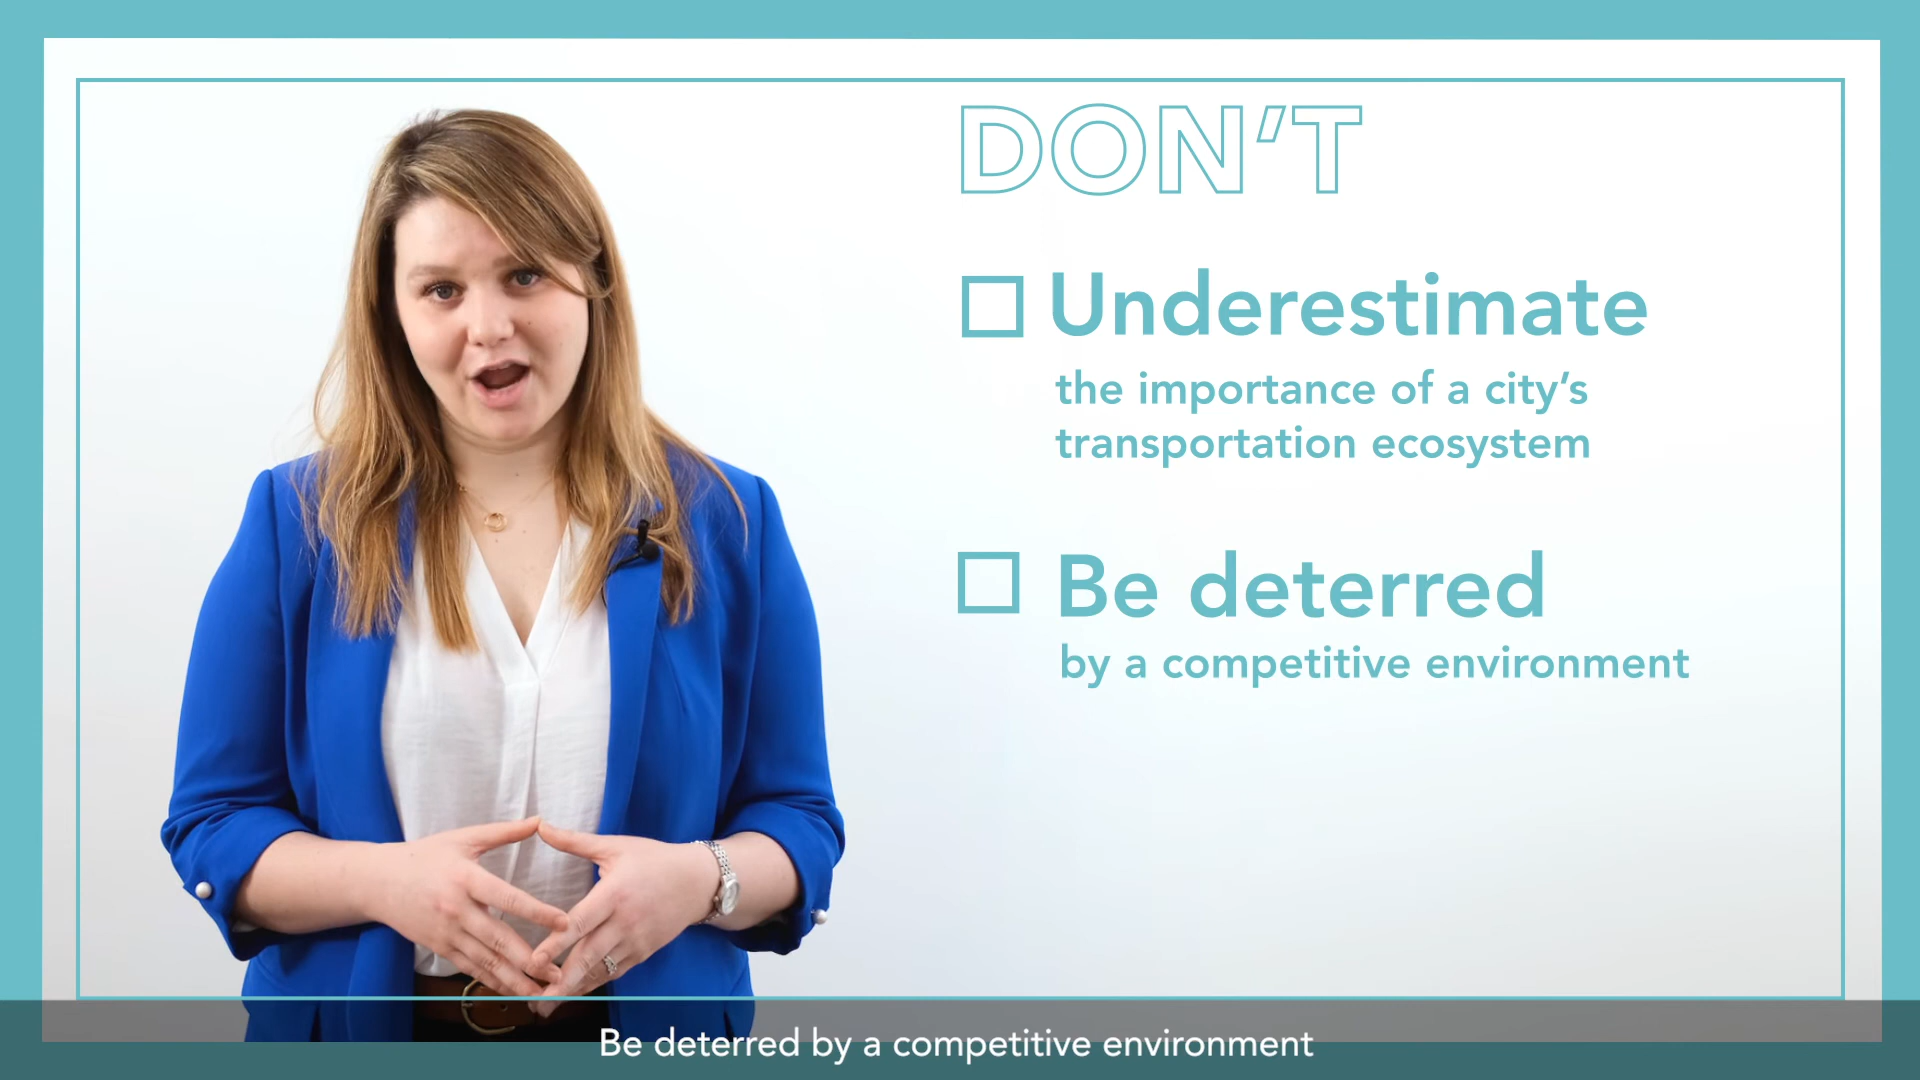 DON'T
Underestimate
the importance of a city's
transportation ecosystem
Be deterred
by a competitive environment
Be deterred by a competitive environment